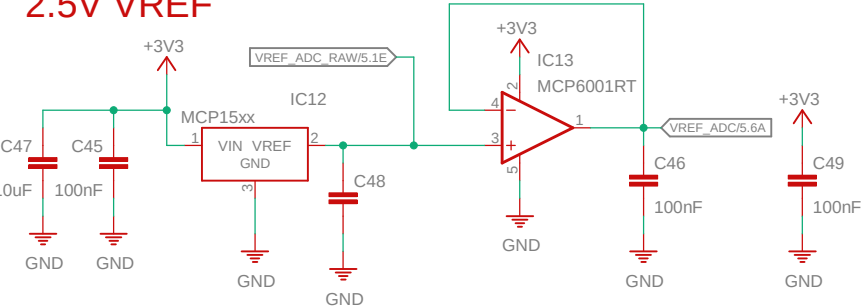 2.5V VREF
+3V3
VREF_ADC_RAW/5.1E
+3V3
IC13
MCP6001RT
+3V3
IC12
MCP15xx
2
4
1
VREF_ADC/5.6A
C47
C45
1
VIN VREF
2
GND
3
3
5
C46
C49
10uF
100nF
C48
100nF
100nF
GND
GND
GND
GND
GND
GND
GND